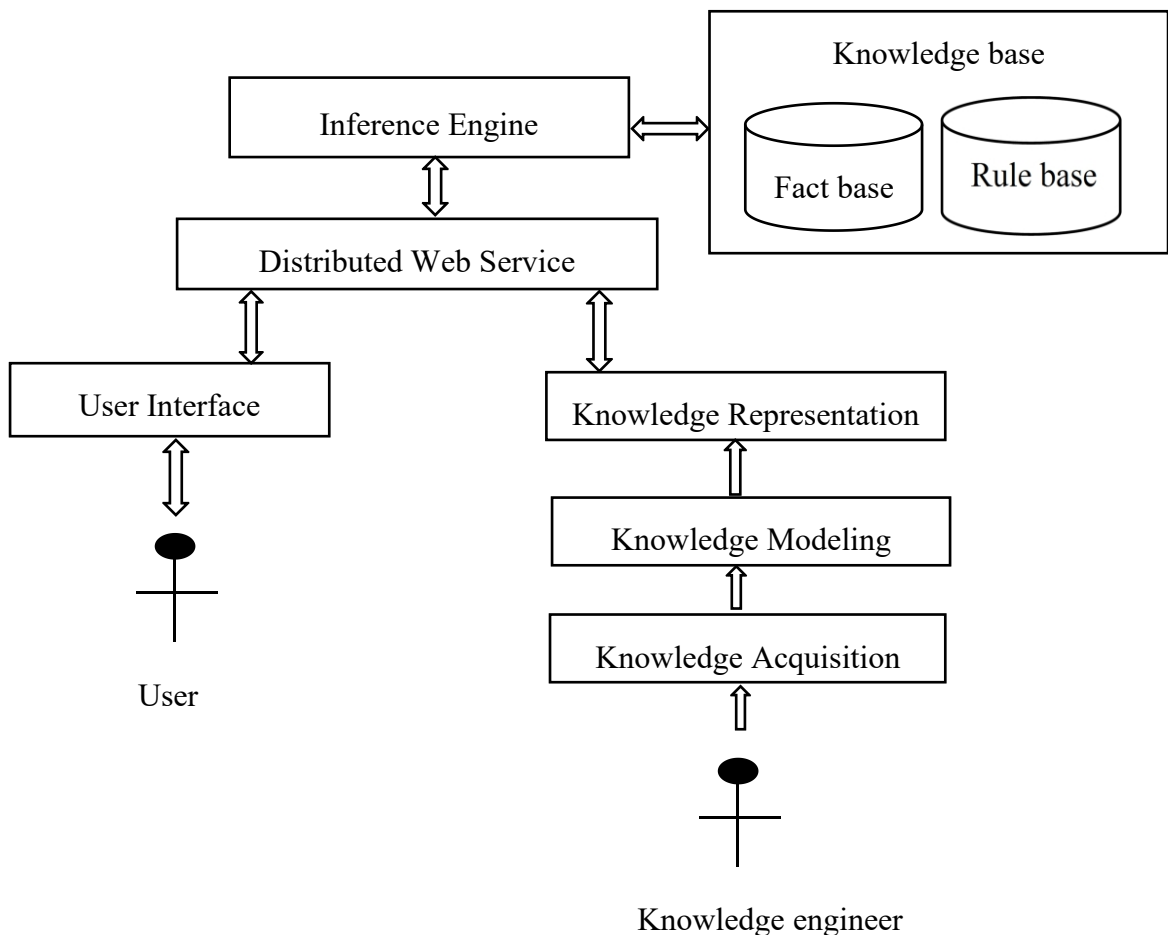 Knowledge base
Inference Engine
Fact base
Rule base
Distributed Web Service
User Interface
Knowledge Representation
Knowledge Modeling
Knowledge Acquisition
User
Knowledge engineer